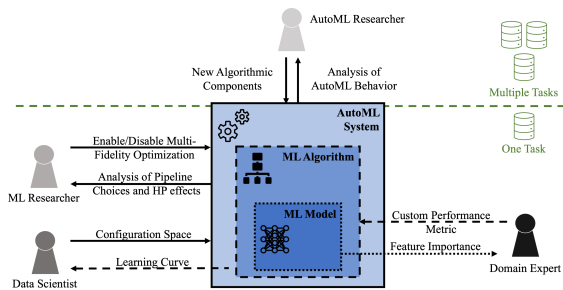 AutoML Researcher
New Algorithmic
Components
Analysis of
AutoML Behavior
Multiple Tasks
AutoML
System
One Task
Enable/Disable Multi-
Fidelity Optimization
ML Algorithm
ML Researcher
Analysis of Pipeline
Choices and HP effects
ML Model
Custom Performance
Metric
Configuration Space
Feature Importance
Learning Curve
Data Scientist
Domain Expert